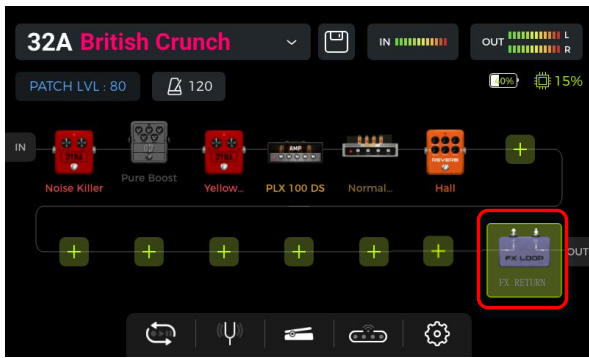 32A British Crunch
IN
OUT
L
R
PATCH LVL : 80
120
40%
15%
IN
AMP
REVERB
Noise Killer
Pure Boost
Yellow...
PLX 100 DS
Normal...
Hall
FX LOOP
FX RETURN
OUT